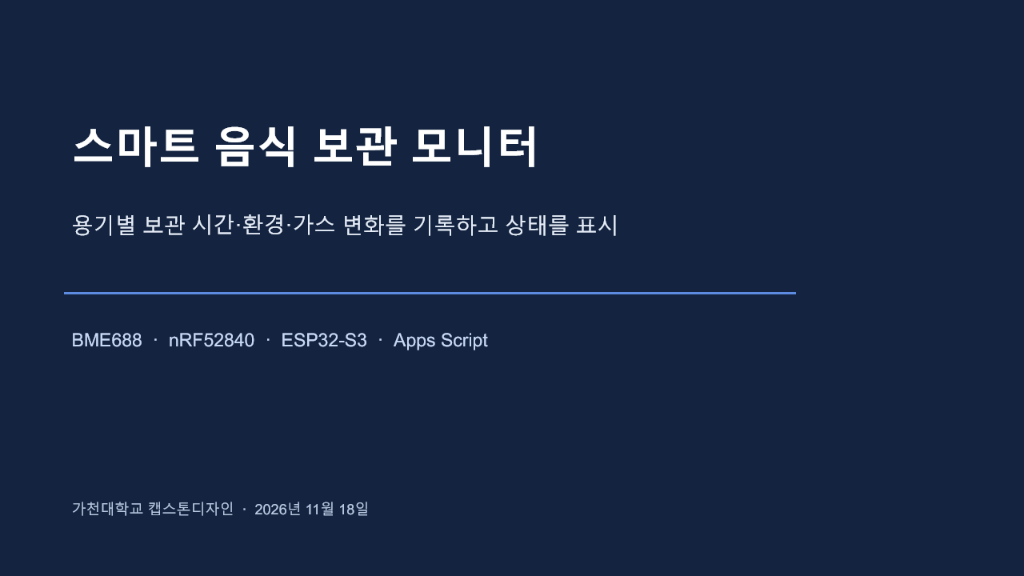 스마트 음식 보관 모니터
용기별 보관 시간·환경·가스 변화를 기록하고 상태를 표시
BME688 · nRF52840 · ESP32-S3 · Apps Script
가천대학교 캡스톤디자인 · 2026년 11월 18일